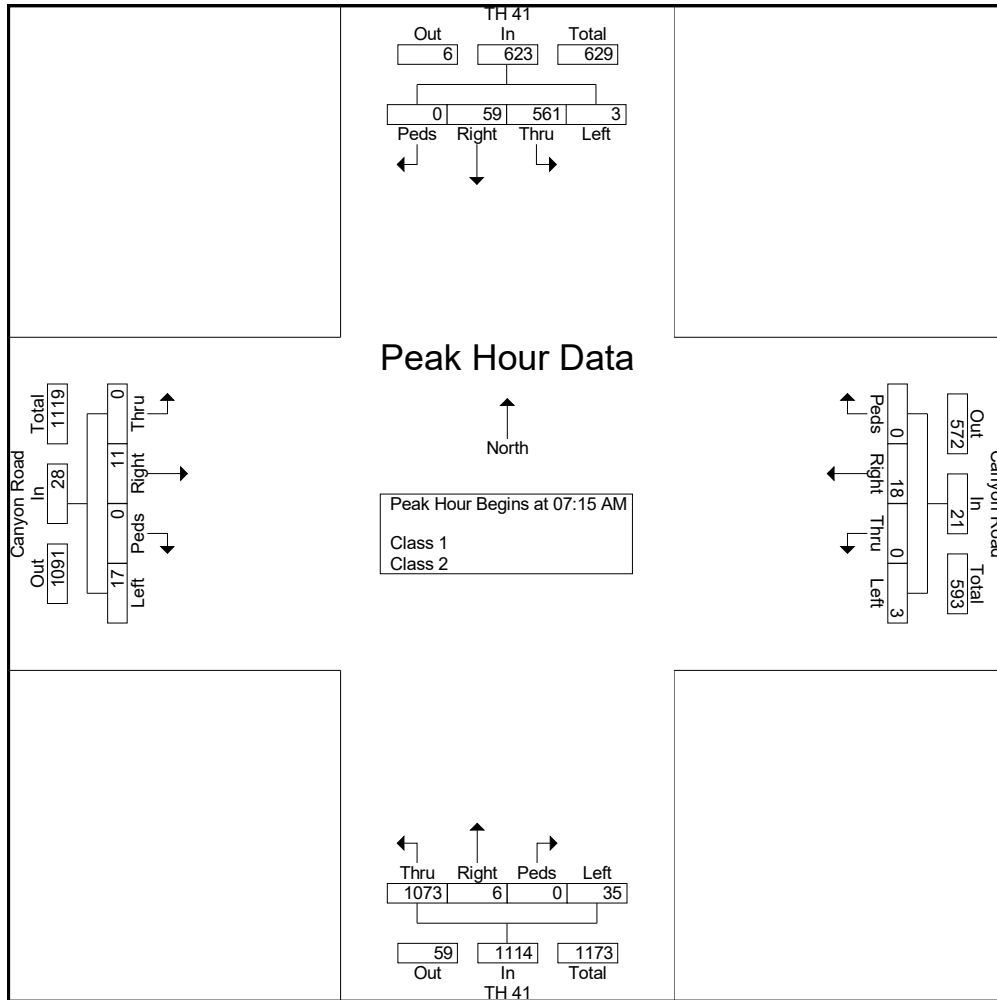 TH 41
Out In Total
6 623 629
0 59 561 3
Peds Right Thru Left
Peak Hour Data
North
Peak Hour Begins at 07:15 AM
Class 1
Class 2
Canyon Road
Out In Total
1091 28 1119
17 0 11 0
Left Peds Right Thru
Canyon Road
Out In Total
572 21 593
0 18 0 3
Peds Right Thru Left
Thru Right Peds Left
1073 6 0 35
59 1114 1173
Out In Total
TH 41